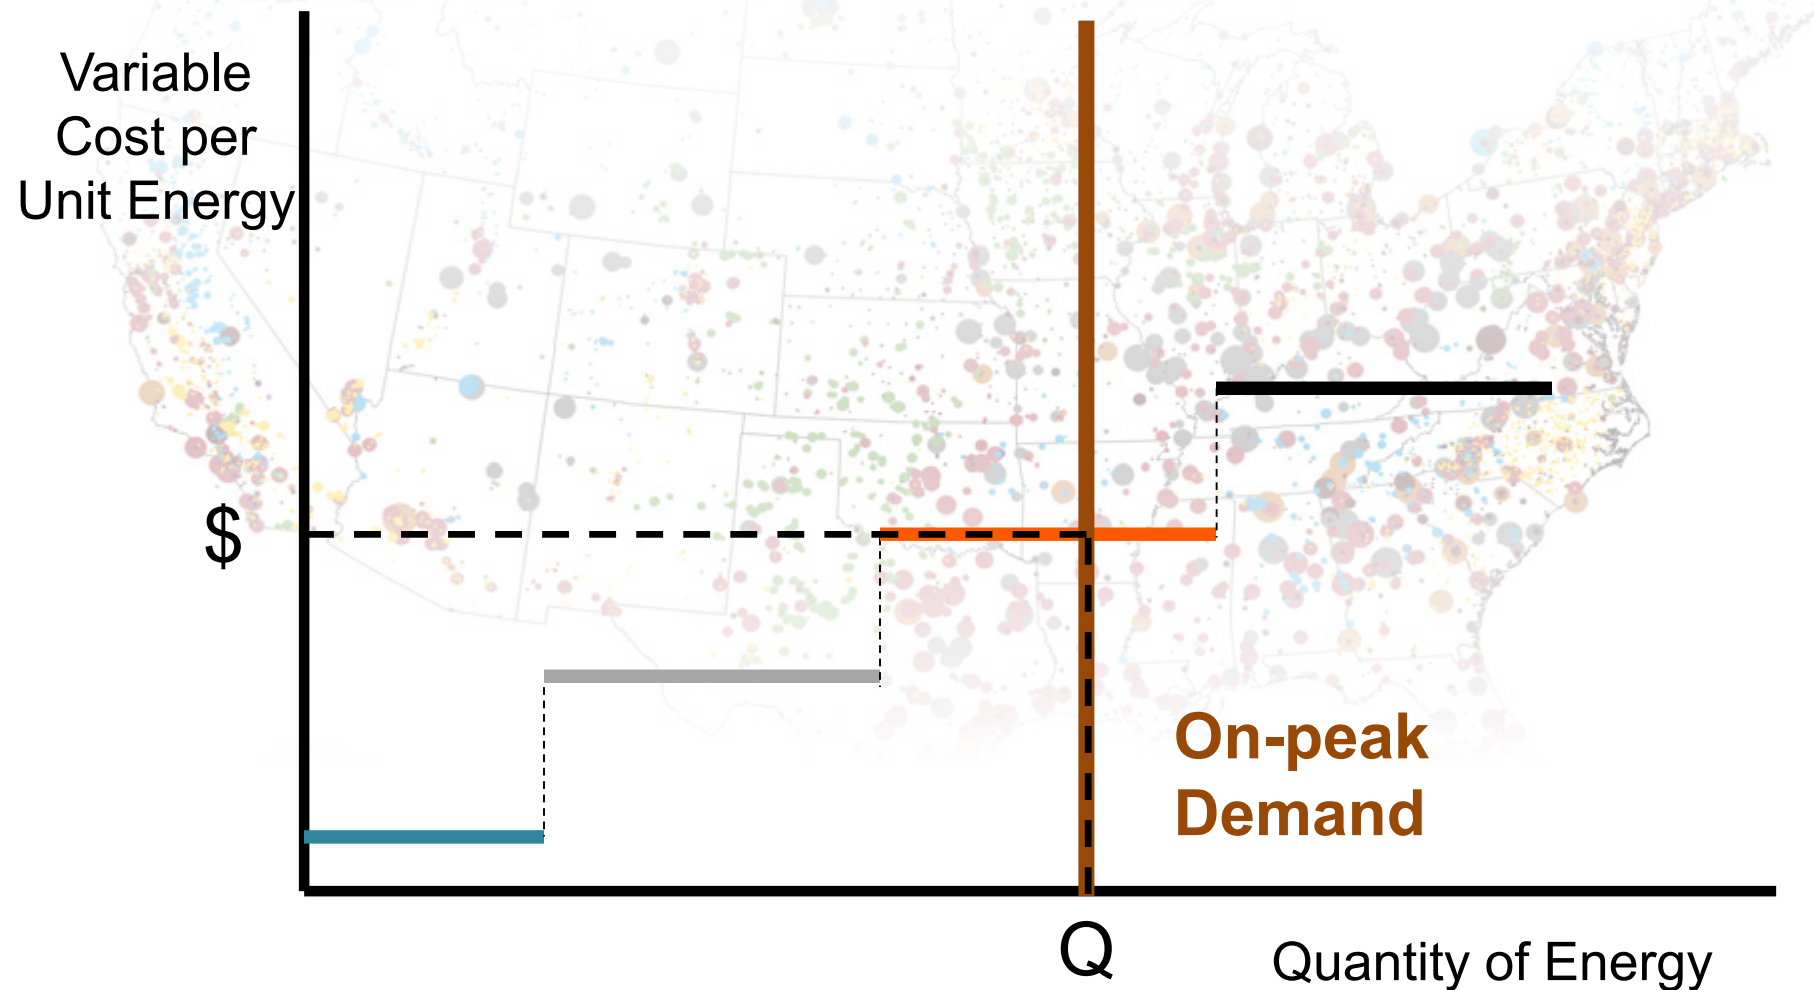 Variable
Cost per
Unit Energy
$
On-peak
Demand
Q
Quantity of Energy